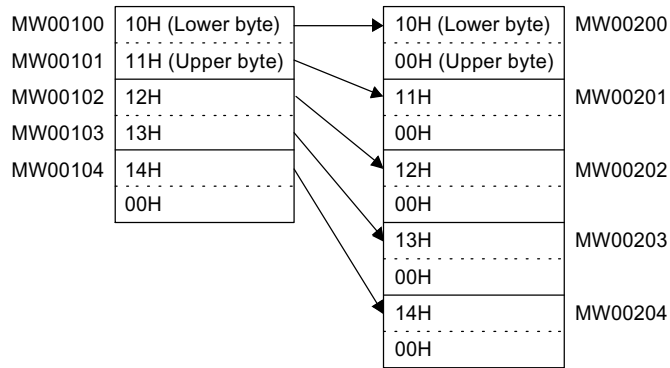 MW00100 10H (Lower byte) 10H (Lower byte) MW00200
MW00101 11H (Upper byte) 00H (Upper byte)
MW00102 12H 11H MW00201
MW00103 13H 00H
MW00104 14H 12H MW00202
00H 00H
13H MW00203
00H
14H MW00204
00H